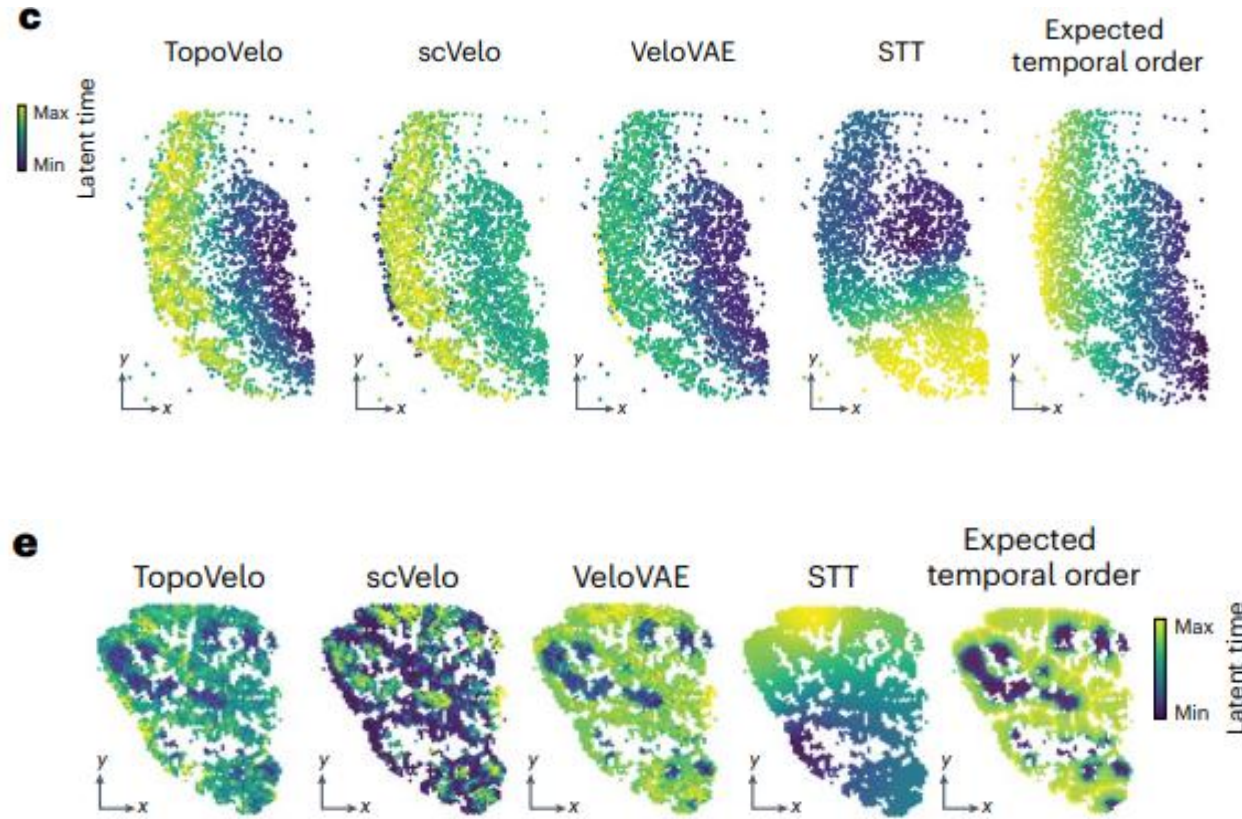 c
TopoVelo
scVelo
VeloVAE
STT
Expected
temporal order
Max
Min
Latent time
y
x
y
x
y
x
y
x
y
x
e
TopoVelo
scVelo
VeloVAE
STT
Expected
temporal order
Max
Min
Latent time
y
x
y
x
y
x
y
x
y
x